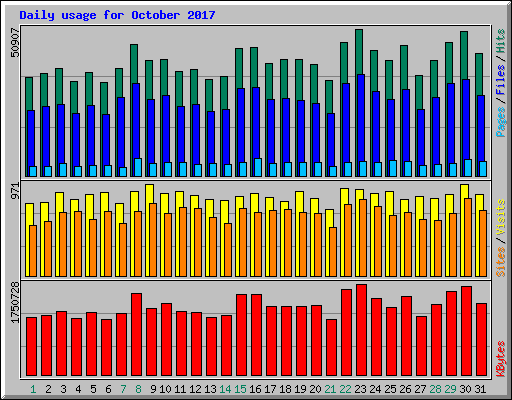 Daily usage for October 2017
50907
Pages / Files / Hits
971
Sites / Visits
1750728
KBytes
1 2 3 4 5 6 7 8 9 10 11 12 13 14 15 16 17 18 19 20 21 22 23 24 25 26 27 28 29 30 31